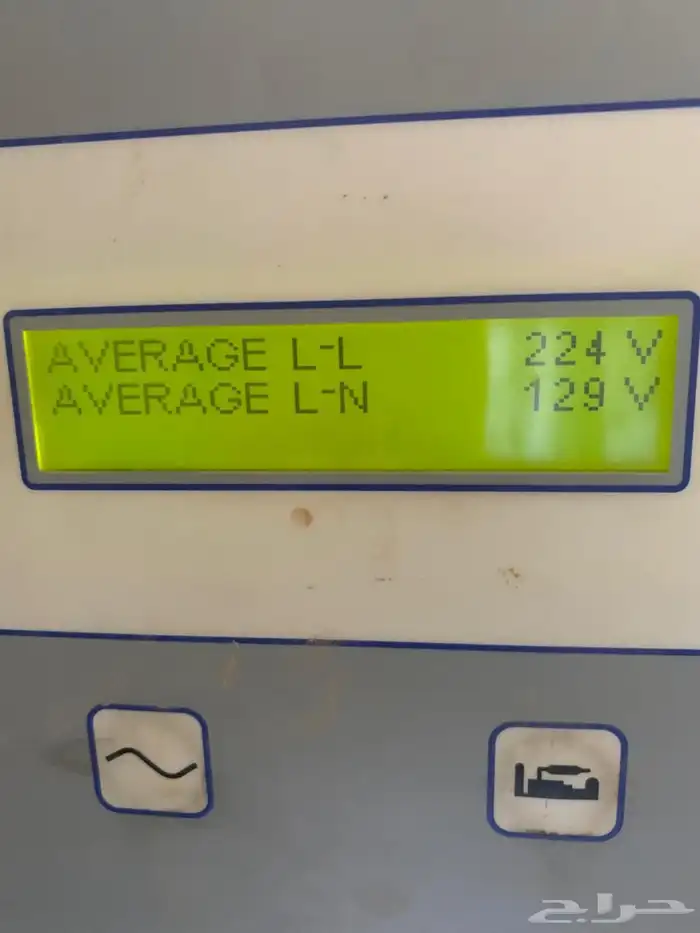 AVERAGE L-L 224 V
AVERAGE L-N 129 V
حراج